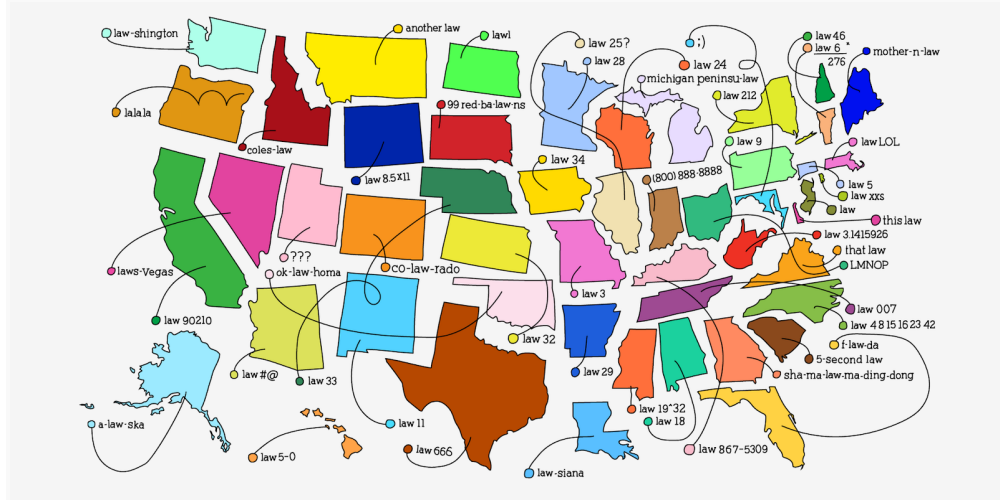 law-shington
another law
lawl
law 25?
:)
law 46
law 6
276
mother-n-law
law 28
law 24
michigan peninsu-law
law 212
lalala
99 red-ba-law-ns
coles-law
law 8.5x11
law 34
(800) 888-8888
law 9
law LOL
law 5
law xxs
law
this law
law 3.1415926
that law
LMNOP
???
laws-Vegas
ok-law-homa
co-law-rado
law 3
law 007
law 4 8 15 16 23 42
law 90210
law 32
f-law-da
5-second law
law #@
law 33
law 29
sha-ma-law-ma-ding-dong
a-law-ska
law 11
law 19^32
law 18
law 5-0
law 666
law-siana
law 867-5309